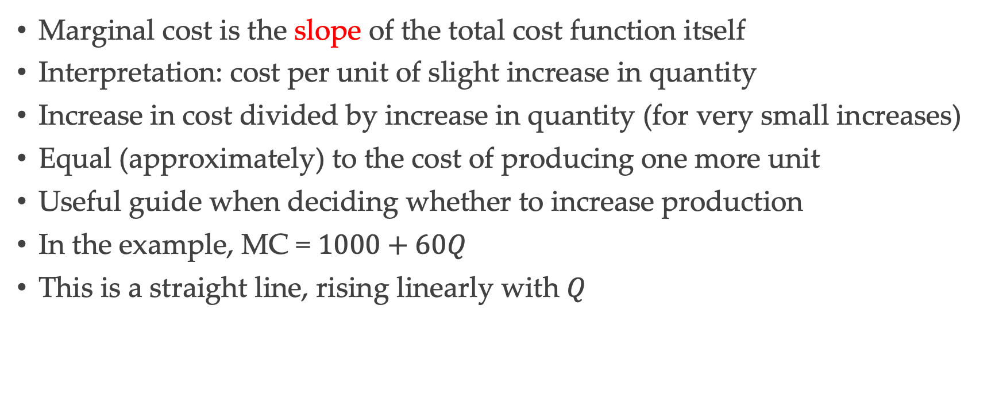 • Marginal cost is the slope of the total cost function itself
• Interpretation: cost per unit of slight increase in quantity
• Increase in cost divided by increase in quantity (for very small increases)
• Equal (approximately) to the cost of producing one more unit
• Useful guide when deciding whether to increase production
• In the example, MC = 1000 + 60Q
• This is a straight line, rising linearly with Q